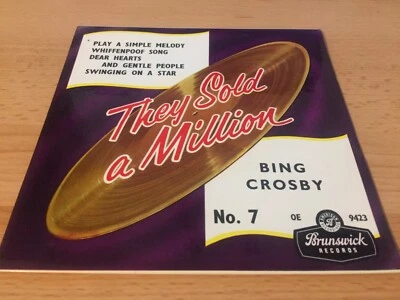 PLAY A SIMPLE MELODY
WHIFFENPOOF SONG
DEAR HEARTS
AND GENTLE PEOPLE
SWINGING ON A STAR
They Sold
a Million
BING
CROSBY
No. 7 OE 9423
Brunswick
RECORDS